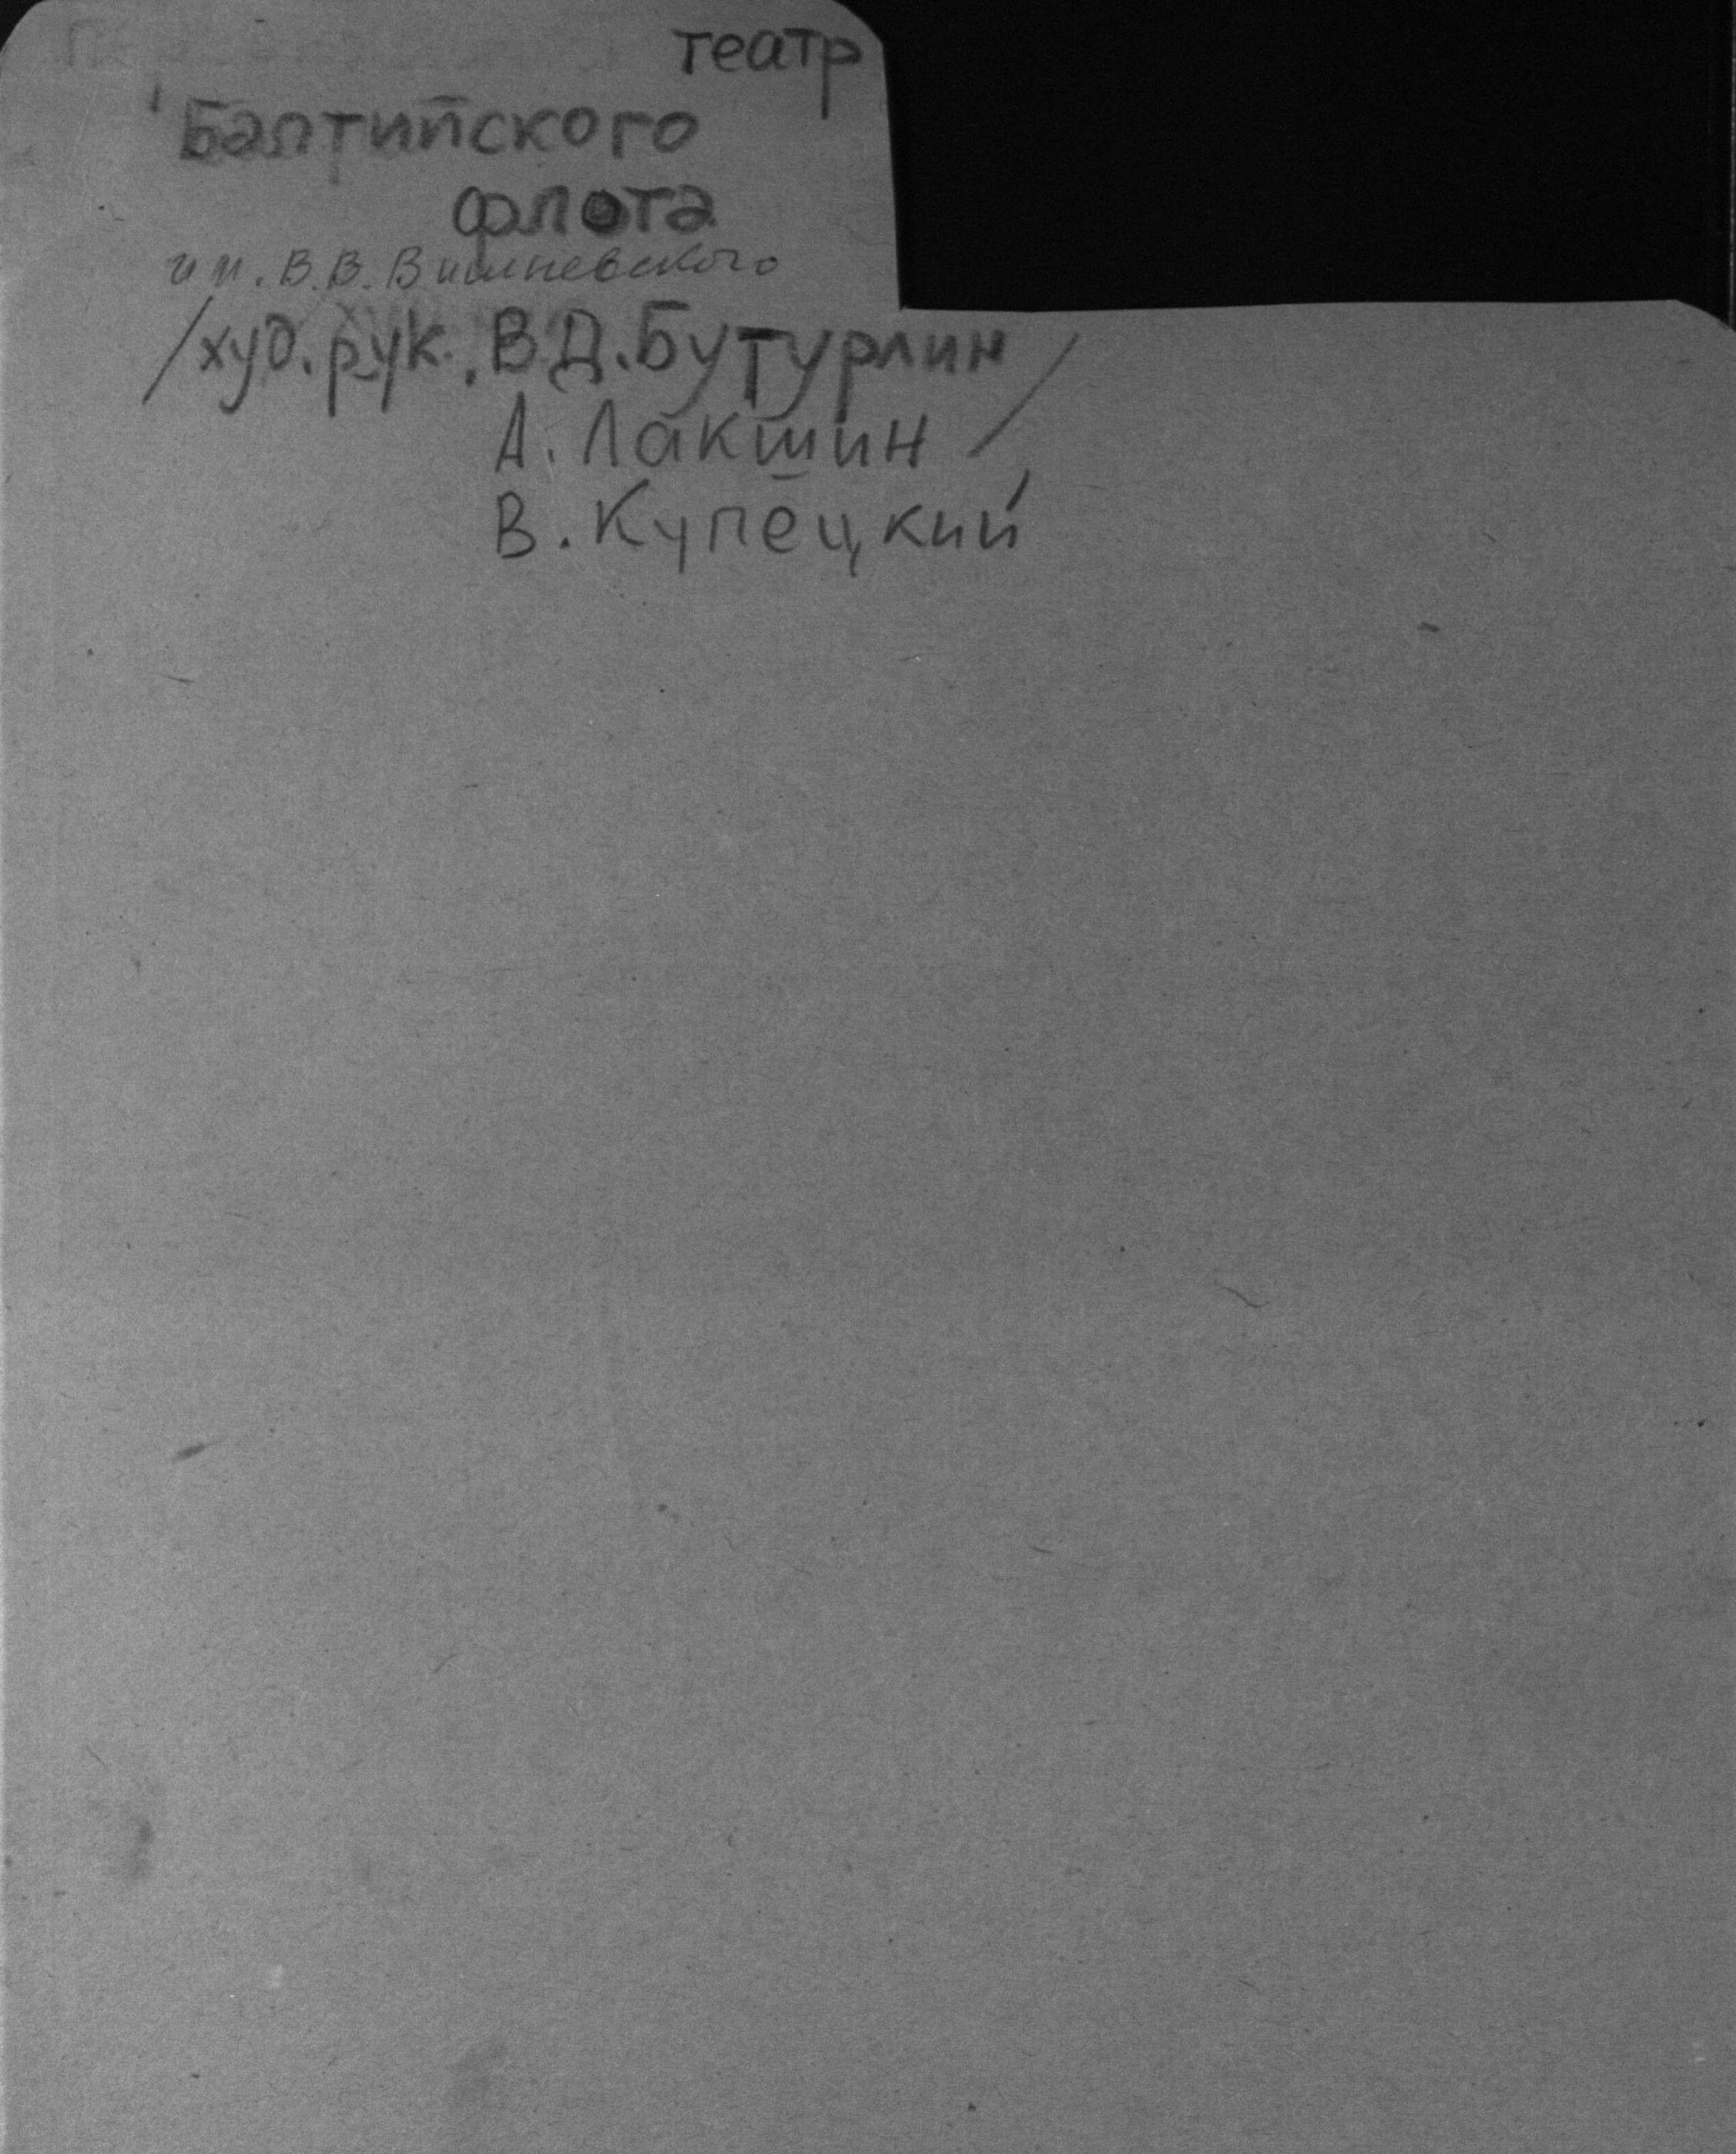 театр
Балтийского
флота
им. В.В. Вишневского
/худ. рук. В.Д. Бутурлин/
А. Лакшин /
В. Купецкий